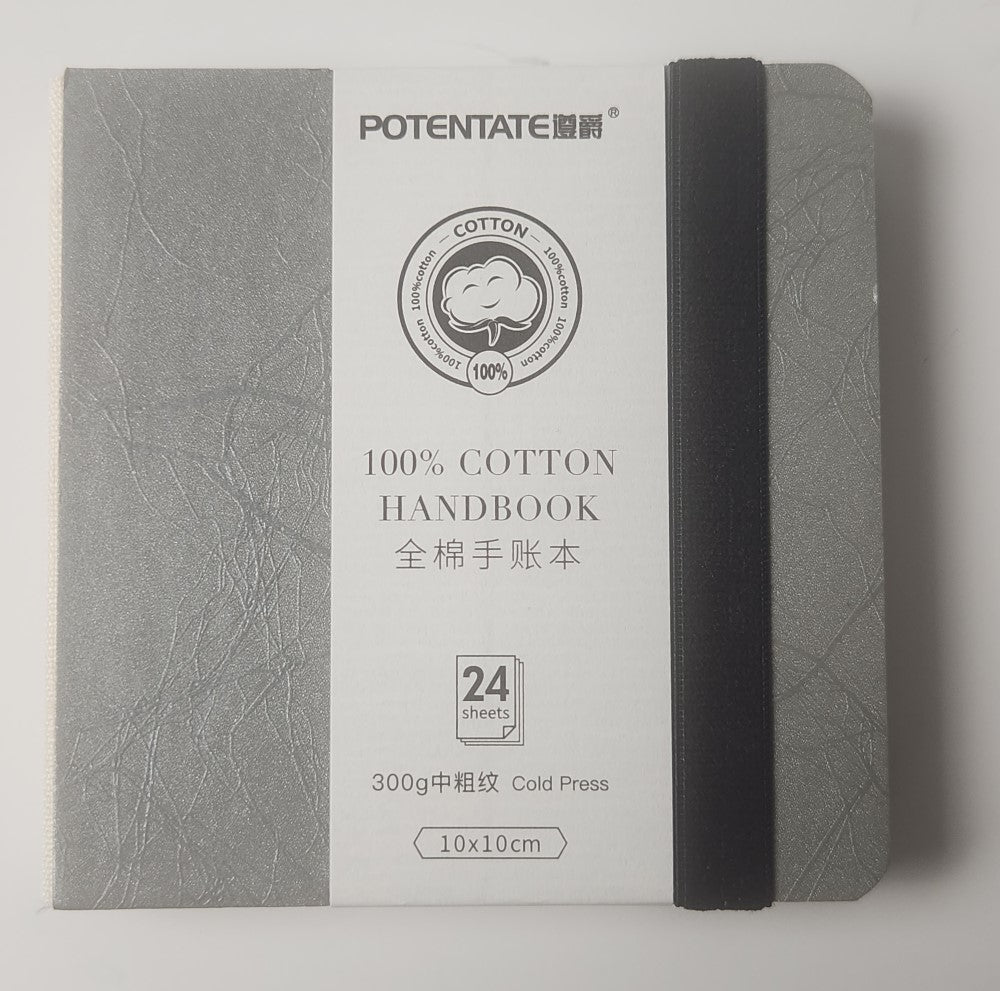 POTENTATE遵爵®
COTTON
100%cotton
100%cotton
100%cotton
100%cotton
100%
100% COTTON
HANDBOOK
全棉手账本
24
sheets
300g中粗纹 Cold Press
10x10cm